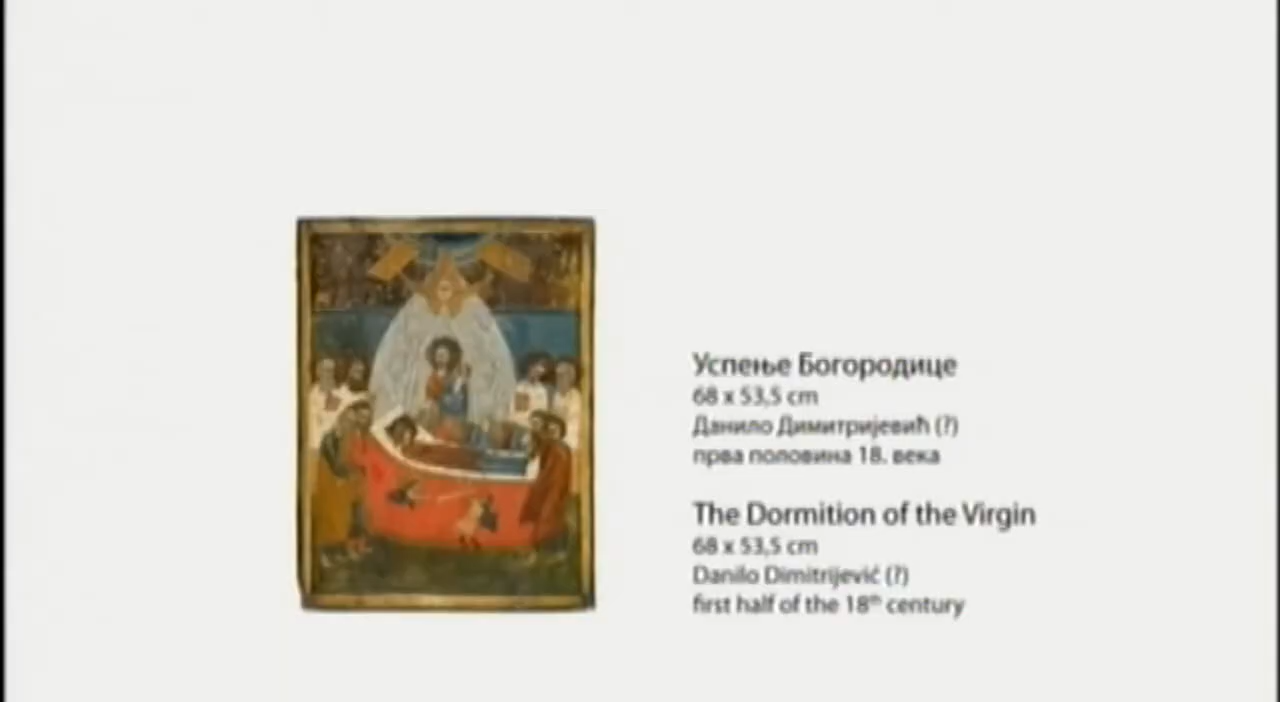 Успење Богородице
68 x 53,5 cm
Данило Димитријевић (?)
прва половина 18. века
The Dormition of the Virgin
68 x 53,5 cm
Danilo Dimitrijević (?)
first half of the 18th century